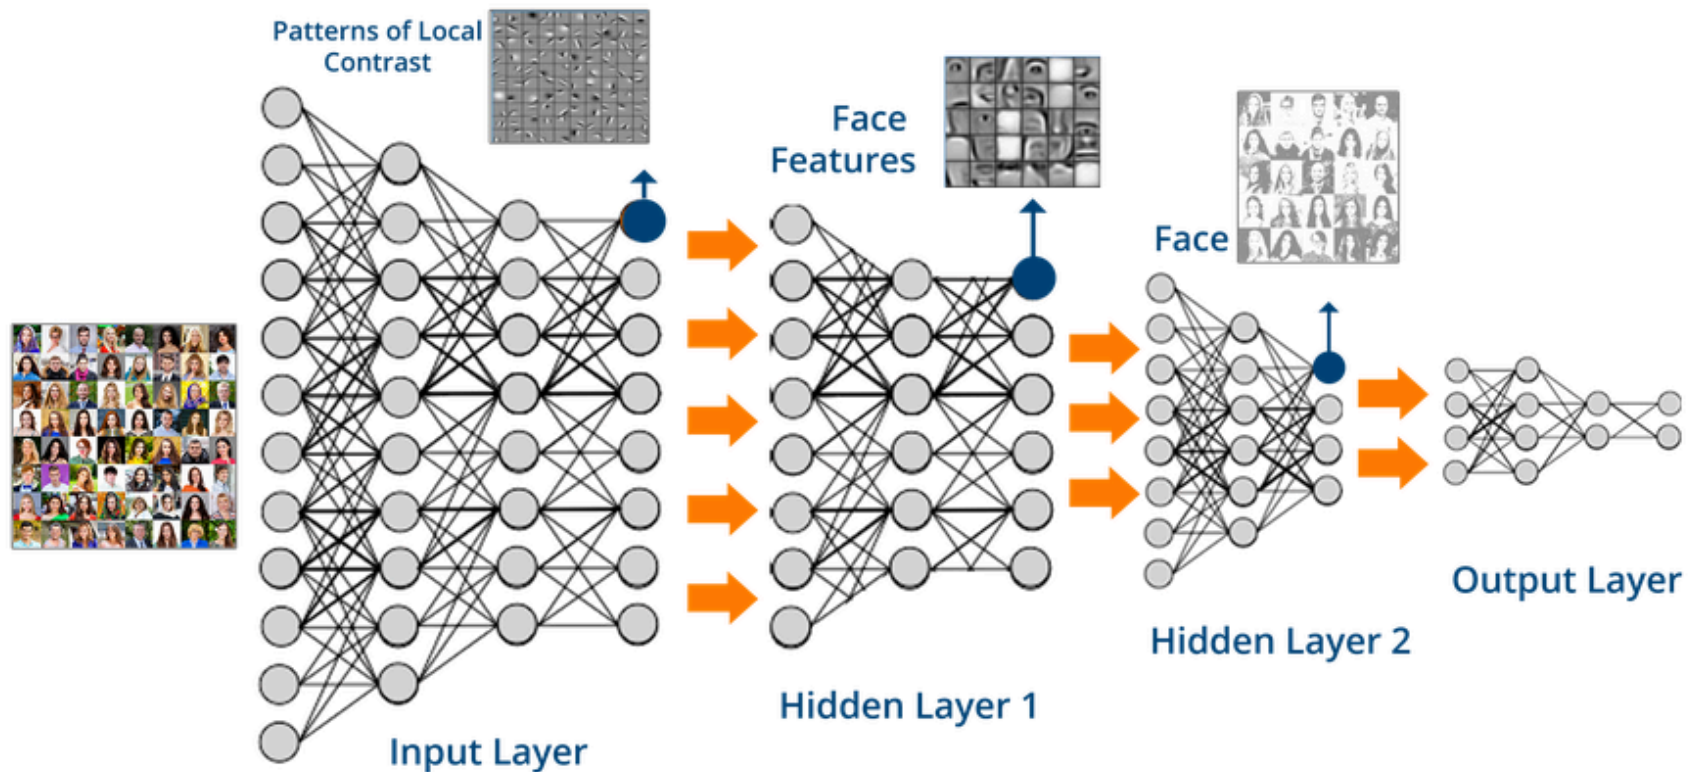 Patterns of Local
Contrast
Face
Features
Face
Input Layer
Hidden Layer 1
Hidden Layer 2
Output Layer